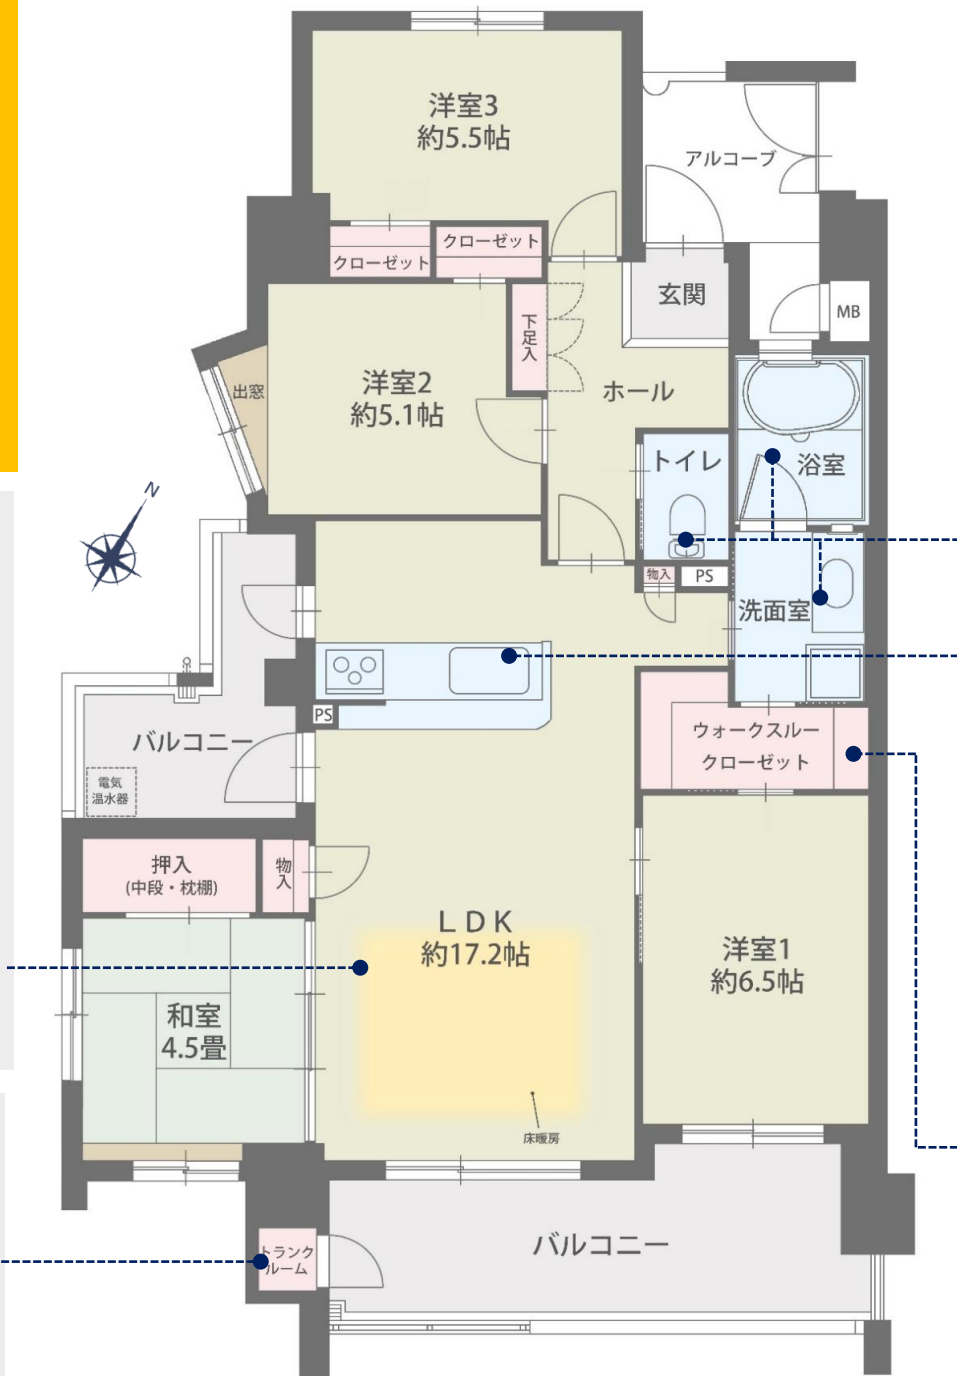 洋室3
約5.5帖
アルコーブ
クローゼット
クローゼット
玄関
MB
下足入
洋室2
約5.1帖
ホール
出窓
トイレ
浴室
N
物入
PS
洗面室
PS
バルコニー
ウォークスルー
クローゼット
電気
温水器
押入
(中段・枕棚)
物入
LDK
約17.2帖
洋室1
約6.5帖
和室
4.5畳
床暖房
トランク
ルーム
バルコニー